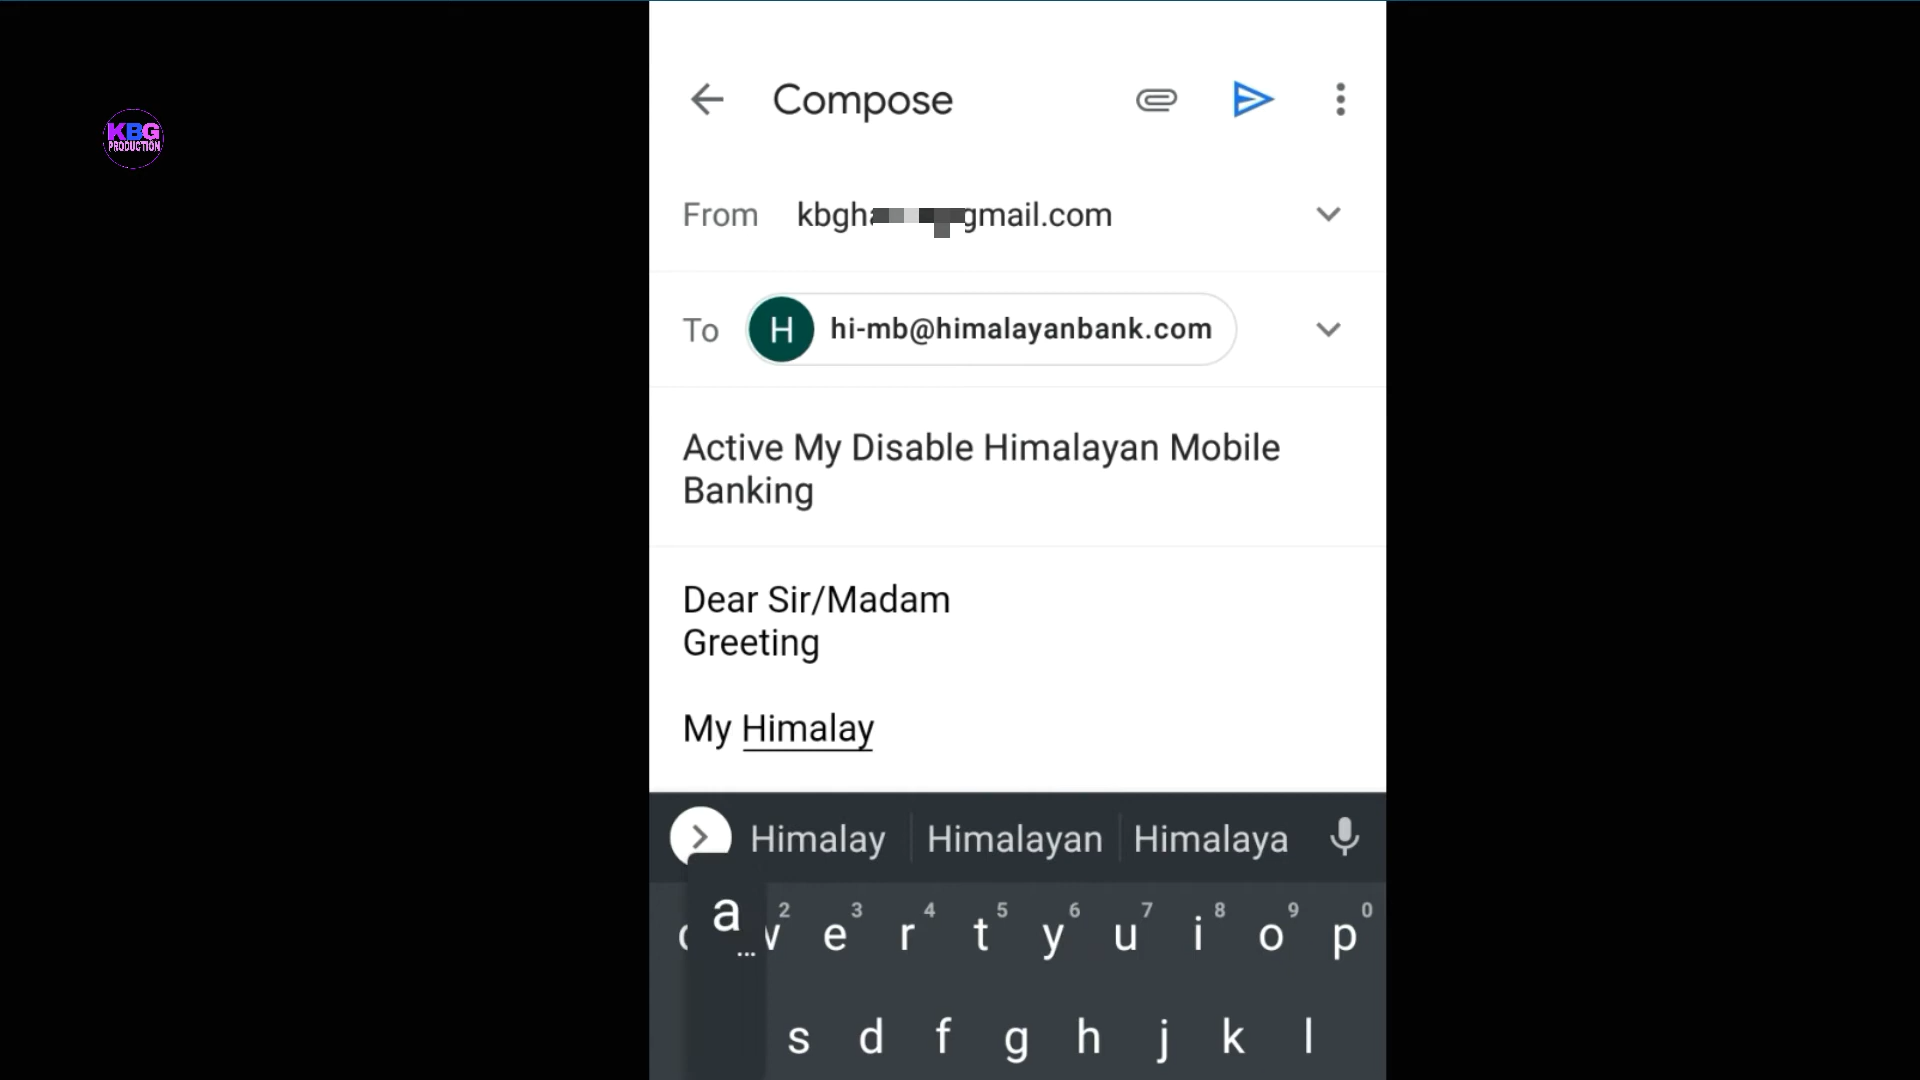 KBG
PRODUCTION
Compose
From kbgh gmail.com
To H hi-mb@himalayanbank.com
Active My Disable Himalayan Mobile
Banking
Dear Sir/Madam
Greeting
My Himalay
Himalay Himalayan Himalaya
a 2 3 4 5 6 7 8 9 0
e r t y u i o p
s d f g h j k l